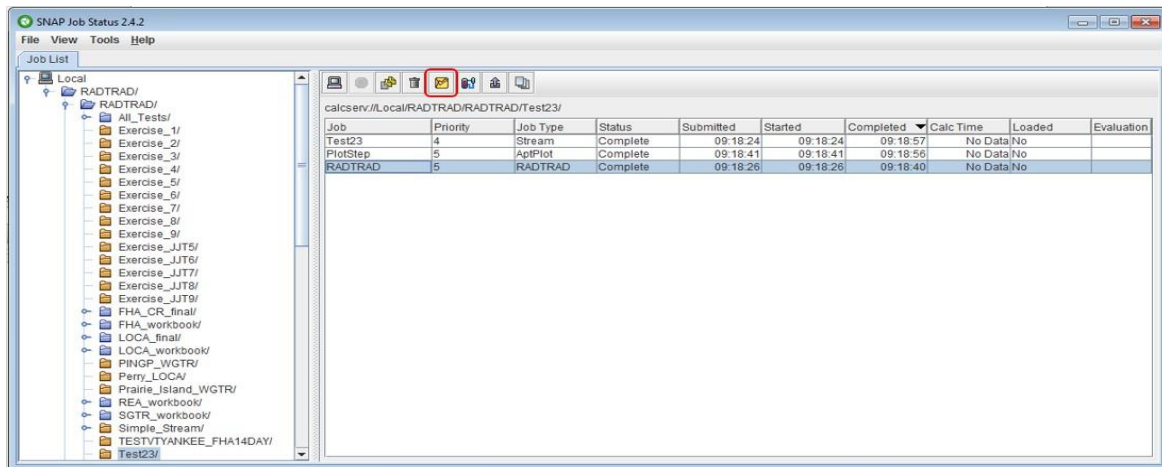 SNAP Job Status 2.4.2
File View Tools Help
Job List
Local
RADTRAD/
RADTRAD/
All_Tests/
Exercise_1/
Exercise_2/
Exercise_3/
Exercise_4/
Exercise_5/
Exercise_6/
Exercise_7/
Exercise_8/
Exercise_9/
Exercise_JJT5/
Exercise_JJT6/
Exercise_JJT7/
Exercise_JJT8/
Exercise_JJT9/
FHA_CR_final/
FHA_workbook/
LOCA_final/
LOCA_workbook/
PINGP_WGTR/
Perry_LOCA/
Prairie_Island_WGTR/
REA_workbook/
SGTR_workbook/
Simple_Stream/
TESTVTYANKEE_FHA14DAY/
Test23/
calcserv://Local/RADTRAD/RADTRAD/Test23/
Job Priority Job Type Status Submitted Started Completed Calc Time Loaded Evaluation
Test23 4 Stream Complete 09:18:24 09:18:24 09:18:57 No Data No
PlotStep 5 AptPlot Complete 09:18:41 09:18:41 09:18:56 No Data No
RADTRAD 5 RADTRAD Complete 09:18:26 09:18:26 09:18:40 No Data No